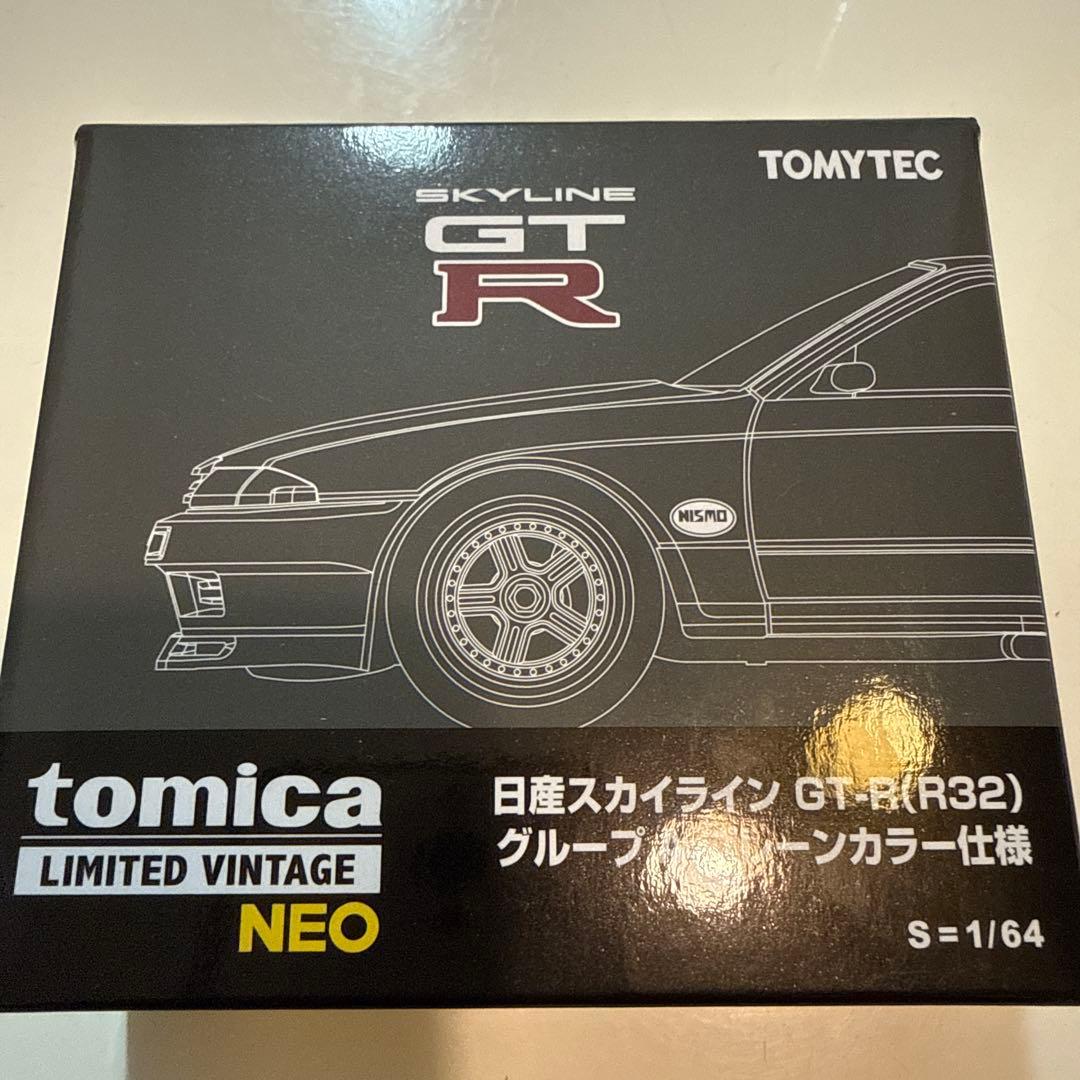 TOMYTEC
SKYLINE
GT
R
NISMO
tomica
LIMITED VINTAGE
NEO
日産スカイライン GT-R(R32)
グループ ーンカラー仕様
S=1/64